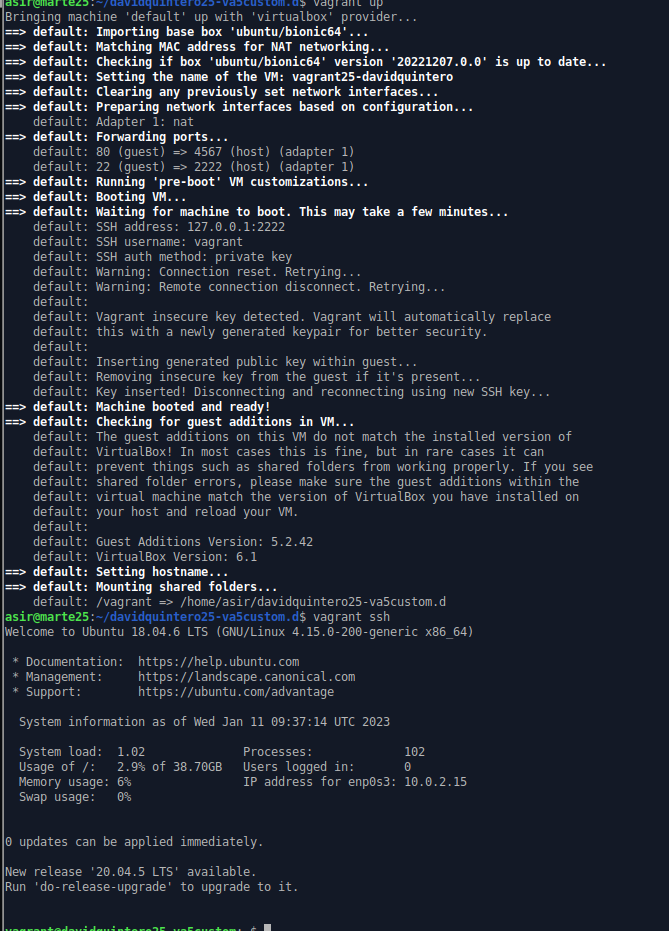 asir@marte25:~/davidquintero25-va5custom.d$ vagrant up
Bringing machine 'default' up with 'virtualbox' provider...
==> default: Importing base box 'ubuntu/bionic64'...
==> default: Matching MAC address for NAT networking...
==> default: Checking if box 'ubuntu/bionic64' version '20221207.0.0' is up to date...
==> default: Setting the name of the VM: vagrant25-davidquintero
==> default: Clearing any previously set network interfaces...
==> default: Preparing network interfaces based on configuration...
    default: Adapter 1: nat
==> default: Forwarding ports...
    default: 80 (guest) => 4567 (host) (adapter 1)
    default: 22 (guest) => 2222 (host) (adapter 1)
==> default: Running 'pre-boot' VM customizations...
==> default: Booting VM...
==> default: Waiting for machine to boot. This may take a few minutes...
    default: SSH address: 127.0.0.1:2222
    default: SSH username: vagrant
    default: SSH auth method: private key
    default: Warning: Connection reset. Retrying...
    default: Warning: Remote connection disconnect. Retrying...
    default:
    default: Vagrant insecure key detected. Vagrant will automatically replace
    default: this with a newly generated keypair for better security.
    default:
    default: Inserting generated public key within guest...
    default: Removing insecure key from the guest if it's present...
    default: Key inserted! Disconnecting and reconnecting using new SSH key...
==> default: Machine booted and ready!
==> default: Checking for guest additions in VM...
    default: The guest additions on this VM do not match the installed version of
    default: VirtualBox! In most cases this is fine, but in rare cases it can
    default: prevent things such as shared folders from working properly. If you see
    default: shared folder errors, please make sure the guest additions within the
    default: virtual machine match the version of VirtualBox you have installed on
    default: your host and reload your VM.
    default:
    default: Guest Additions Version: 5.2.42
    default: VirtualBox Version: 6.1
==> default: Setting hostname...
==> default: Mounting shared folders...
    default: /vagrant => /home/asir/davidquintero25-va5custom.d
asir@marte25:~/davidquintero25-va5custom.d$ vagrant ssh
Welcome to Ubuntu 18.04.6 LTS (GNU/Linux 4.15.0-200-generic x86_64)
 * Documentation:  https://help.ubuntu.com
 * Management:     https://landscape.canonical.com
 * Support:        https://ubuntu.com/advantage
  System information as of Wed Jan 11 09:37:14 UTC 2023
  System load:  1.02              Processes:             102
  Usage of /:   2.9% of 38.70GB   Users logged in:       0
  Memory usage: 6%                IP address for enp0s3: 10.0.2.15
  Swap usage:   0%
0 updates can be applied immediately.
New release '20.04.5 LTS' available.
Run 'do-release-upgrade' to upgrade to it.
vagrant@davidquintero25-va5custom:~$